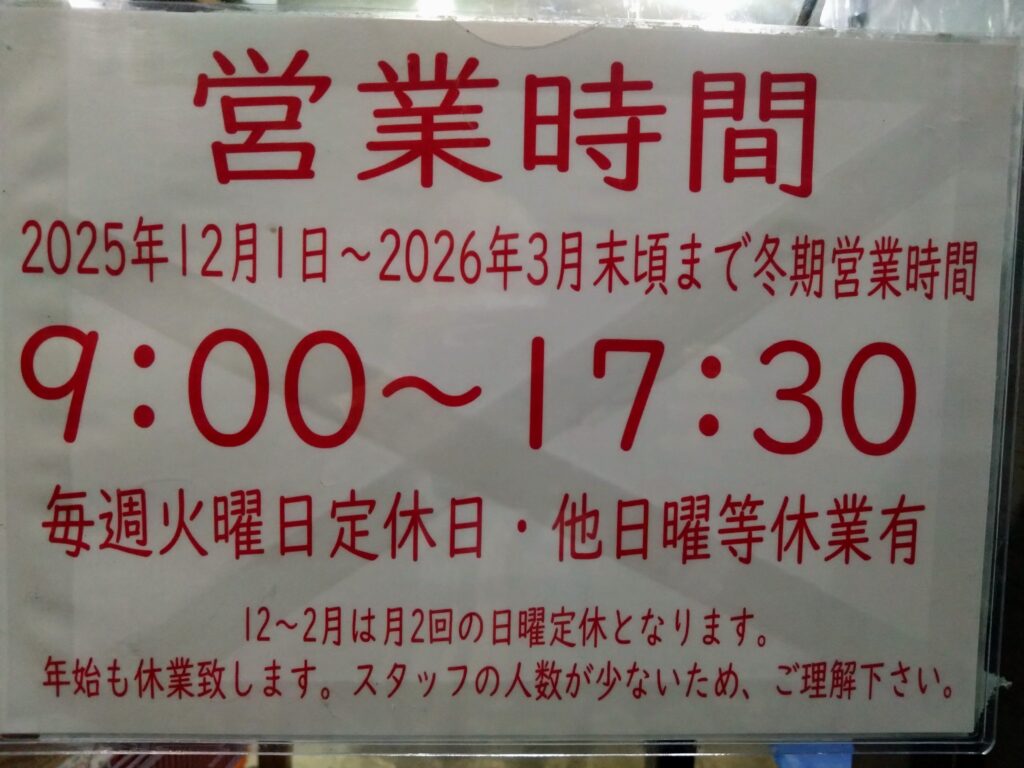 営業時間
2025年12月1日～2026年3月末頃まで冬期営業時間
9:00～17:30
毎週火曜日定休日・他日曜等休業有
12～2月は月2回の日曜定休となります。
年始も休業致します。スタッフの人数が少ないため、ご理解下さい。